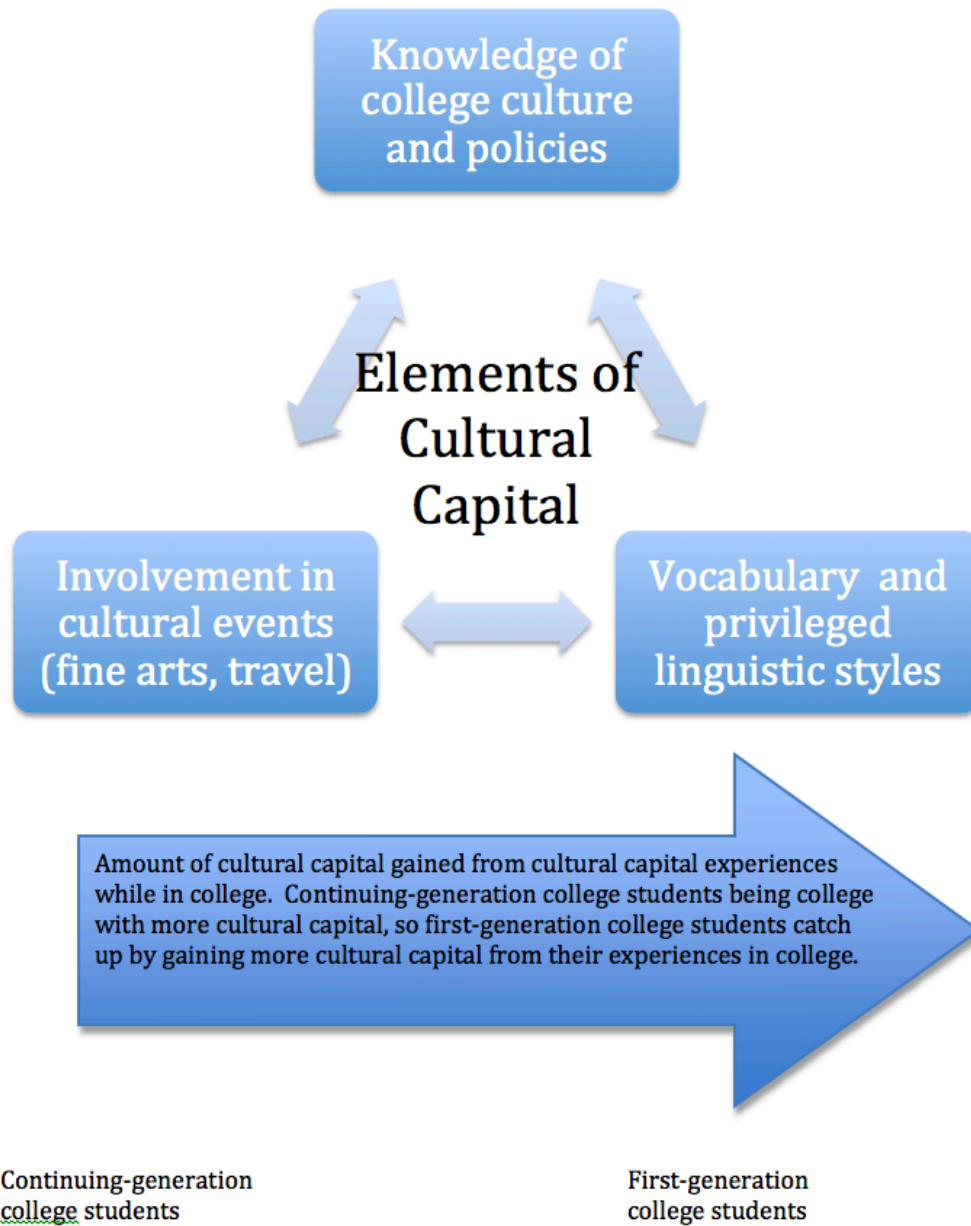 Knowledge of
college culture
and policies
Elements of
Cultural
Capital
Involvement in
cultural events
(fine arts, travel)
Vocabulary  and
privileged
linguistic styles
Amount of cultural capital gained from cultural capital experiences
while in college.  Continuing-generation college students being college
with more cultural capital, so first-generation college students catch
up by gaining more cultural capital from their experiences in college.
Continuing-generation
college students
First-generation
college students